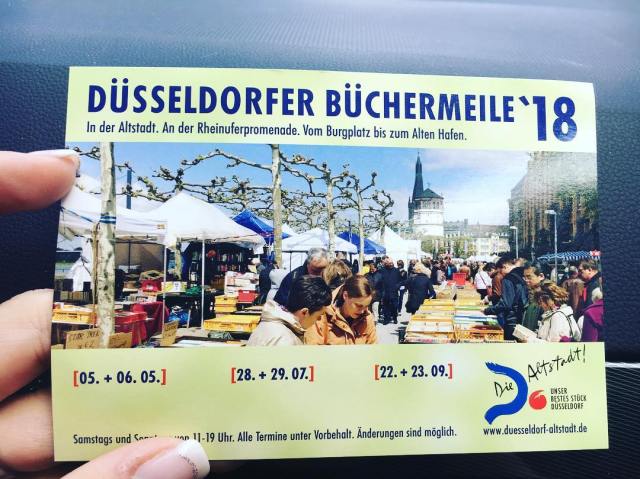 DÜSSELDORFER BÜCHERMEILE `18
In der Altstadt. An der Rheinuferpromenade. Vom Burgplatz bis zum Alten Hafen.
[05. + 06. 05.] [28. + 29. 07.] [22. + 23. 09.]
Die Altstadt!
UNSER
BESTES STÜCK
DÜSSELDORF
www.duesseldorf-altstadt.de
Samstags und von 11-19 Uhr. Alle Termine unter Vorbehalt. Änderungen sind möglich.